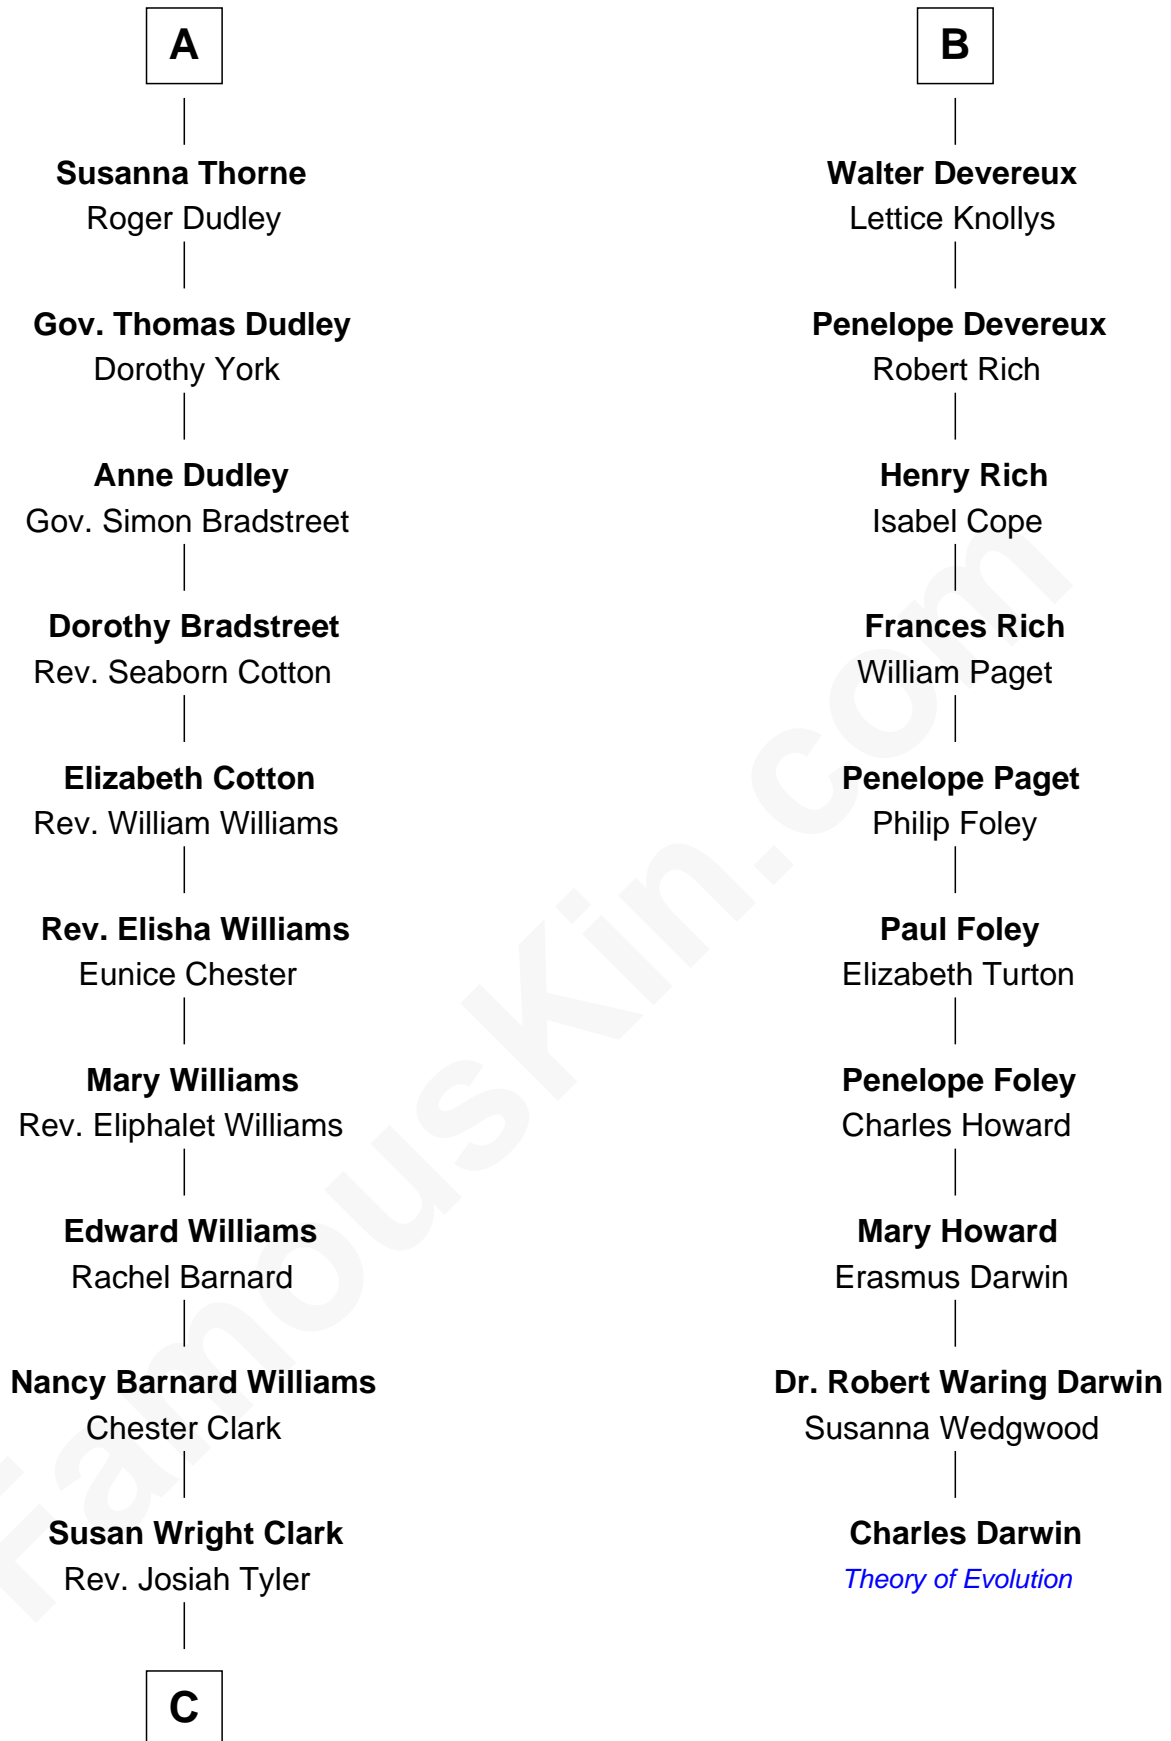 A
Susanna Thorne
Roger Dudley
Gov. Thomas Dudley
Dorothy York
Anne Dudley
Gov. Simon Bradstreet
Dorothy Bradstreet
Rev. Seaborn Cotton
Elizabeth Cotton
Rev. William Williams
Rev. Elisha Williams
Eunice Chester
Mary Williams
Rev. Eliphalet Williams
Edward Williams
Rachel Barnard
Nancy Barnard Williams
Chester Clark
Susan Wright Clark
Rev. Josiah Tyler
C
B
Walter Devereux
Lettice Knollys
Penelope Devereux
Robert Rich
Henry Rich
Isabel Cope
Frances Rich
William Paget
Penelope Paget
Philip Foley
Paul Foley
Elizabeth Turton
Penelope Foley
Charles Howard
Mary Howard
Erasmus Darwin
Dr. Robert Waring Darwin
Susanna Wedgwood
Charles Darwin
Theory of Evolution
FamousKin.com